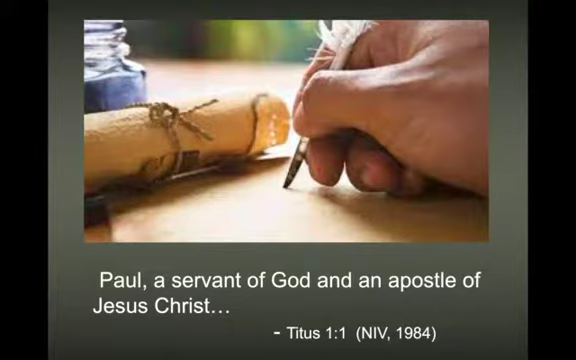 Paul, a servant of God and an apostle of
Jesus Christ…
- Titus 1:1 (NIV, 1984)